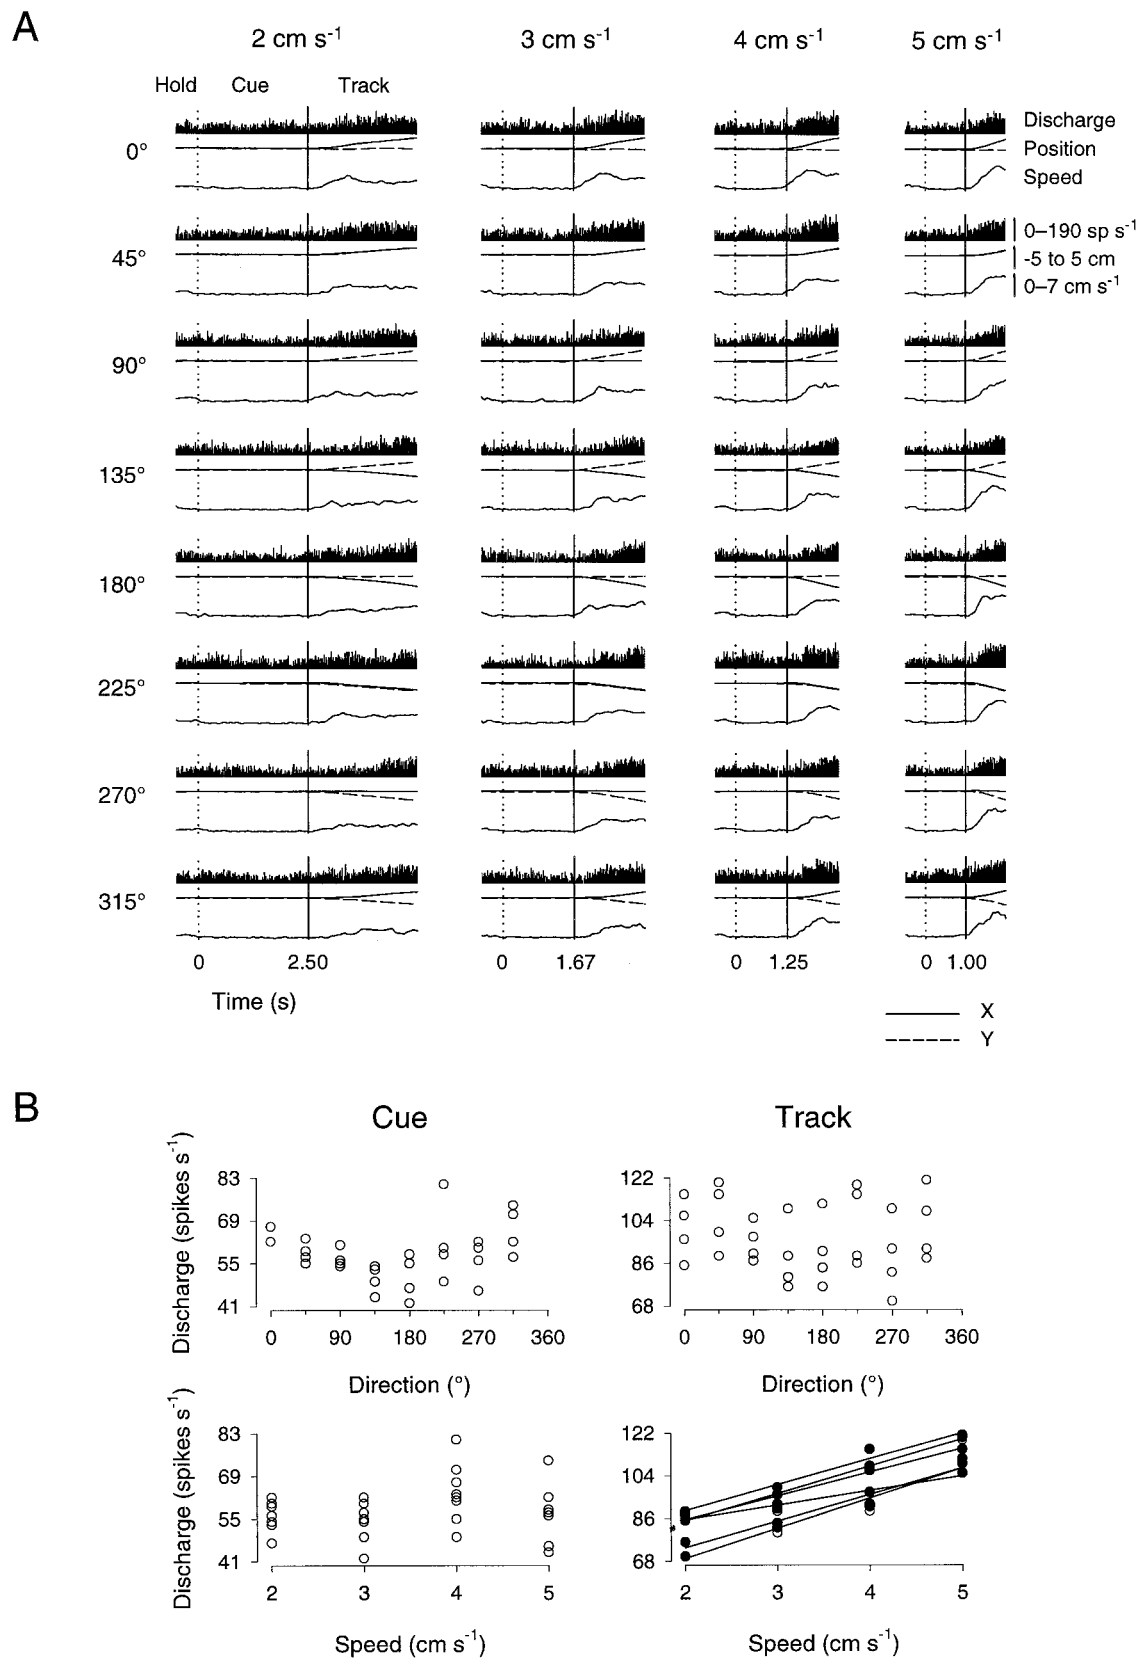 A
2 cm s-1 3 cm s-1 4 cm s-1 5 cm s-1
Hold Cue Track
Discharge
0° Position
Speed
0–190 sp s-1
45° -5 to 5 cm
0–7 cm s-1
90°
135°
180°
225°
270°
315°
0 2.50 0 1.67 0 1.25 0 1.00
Time (s)
X
Y
B
Cue Track
Discharge (spikes s-1)
83 122
69 104
55 86
41 68
0 90 180 270 360 0 90 180 270 360
Direction (°) Direction (°)
Discharge (spikes s-1)
83 122
69 104
55 86
41 68
2 3 4 5 2 3 4 5
Speed (cm s-1) Speed (cm s-1)